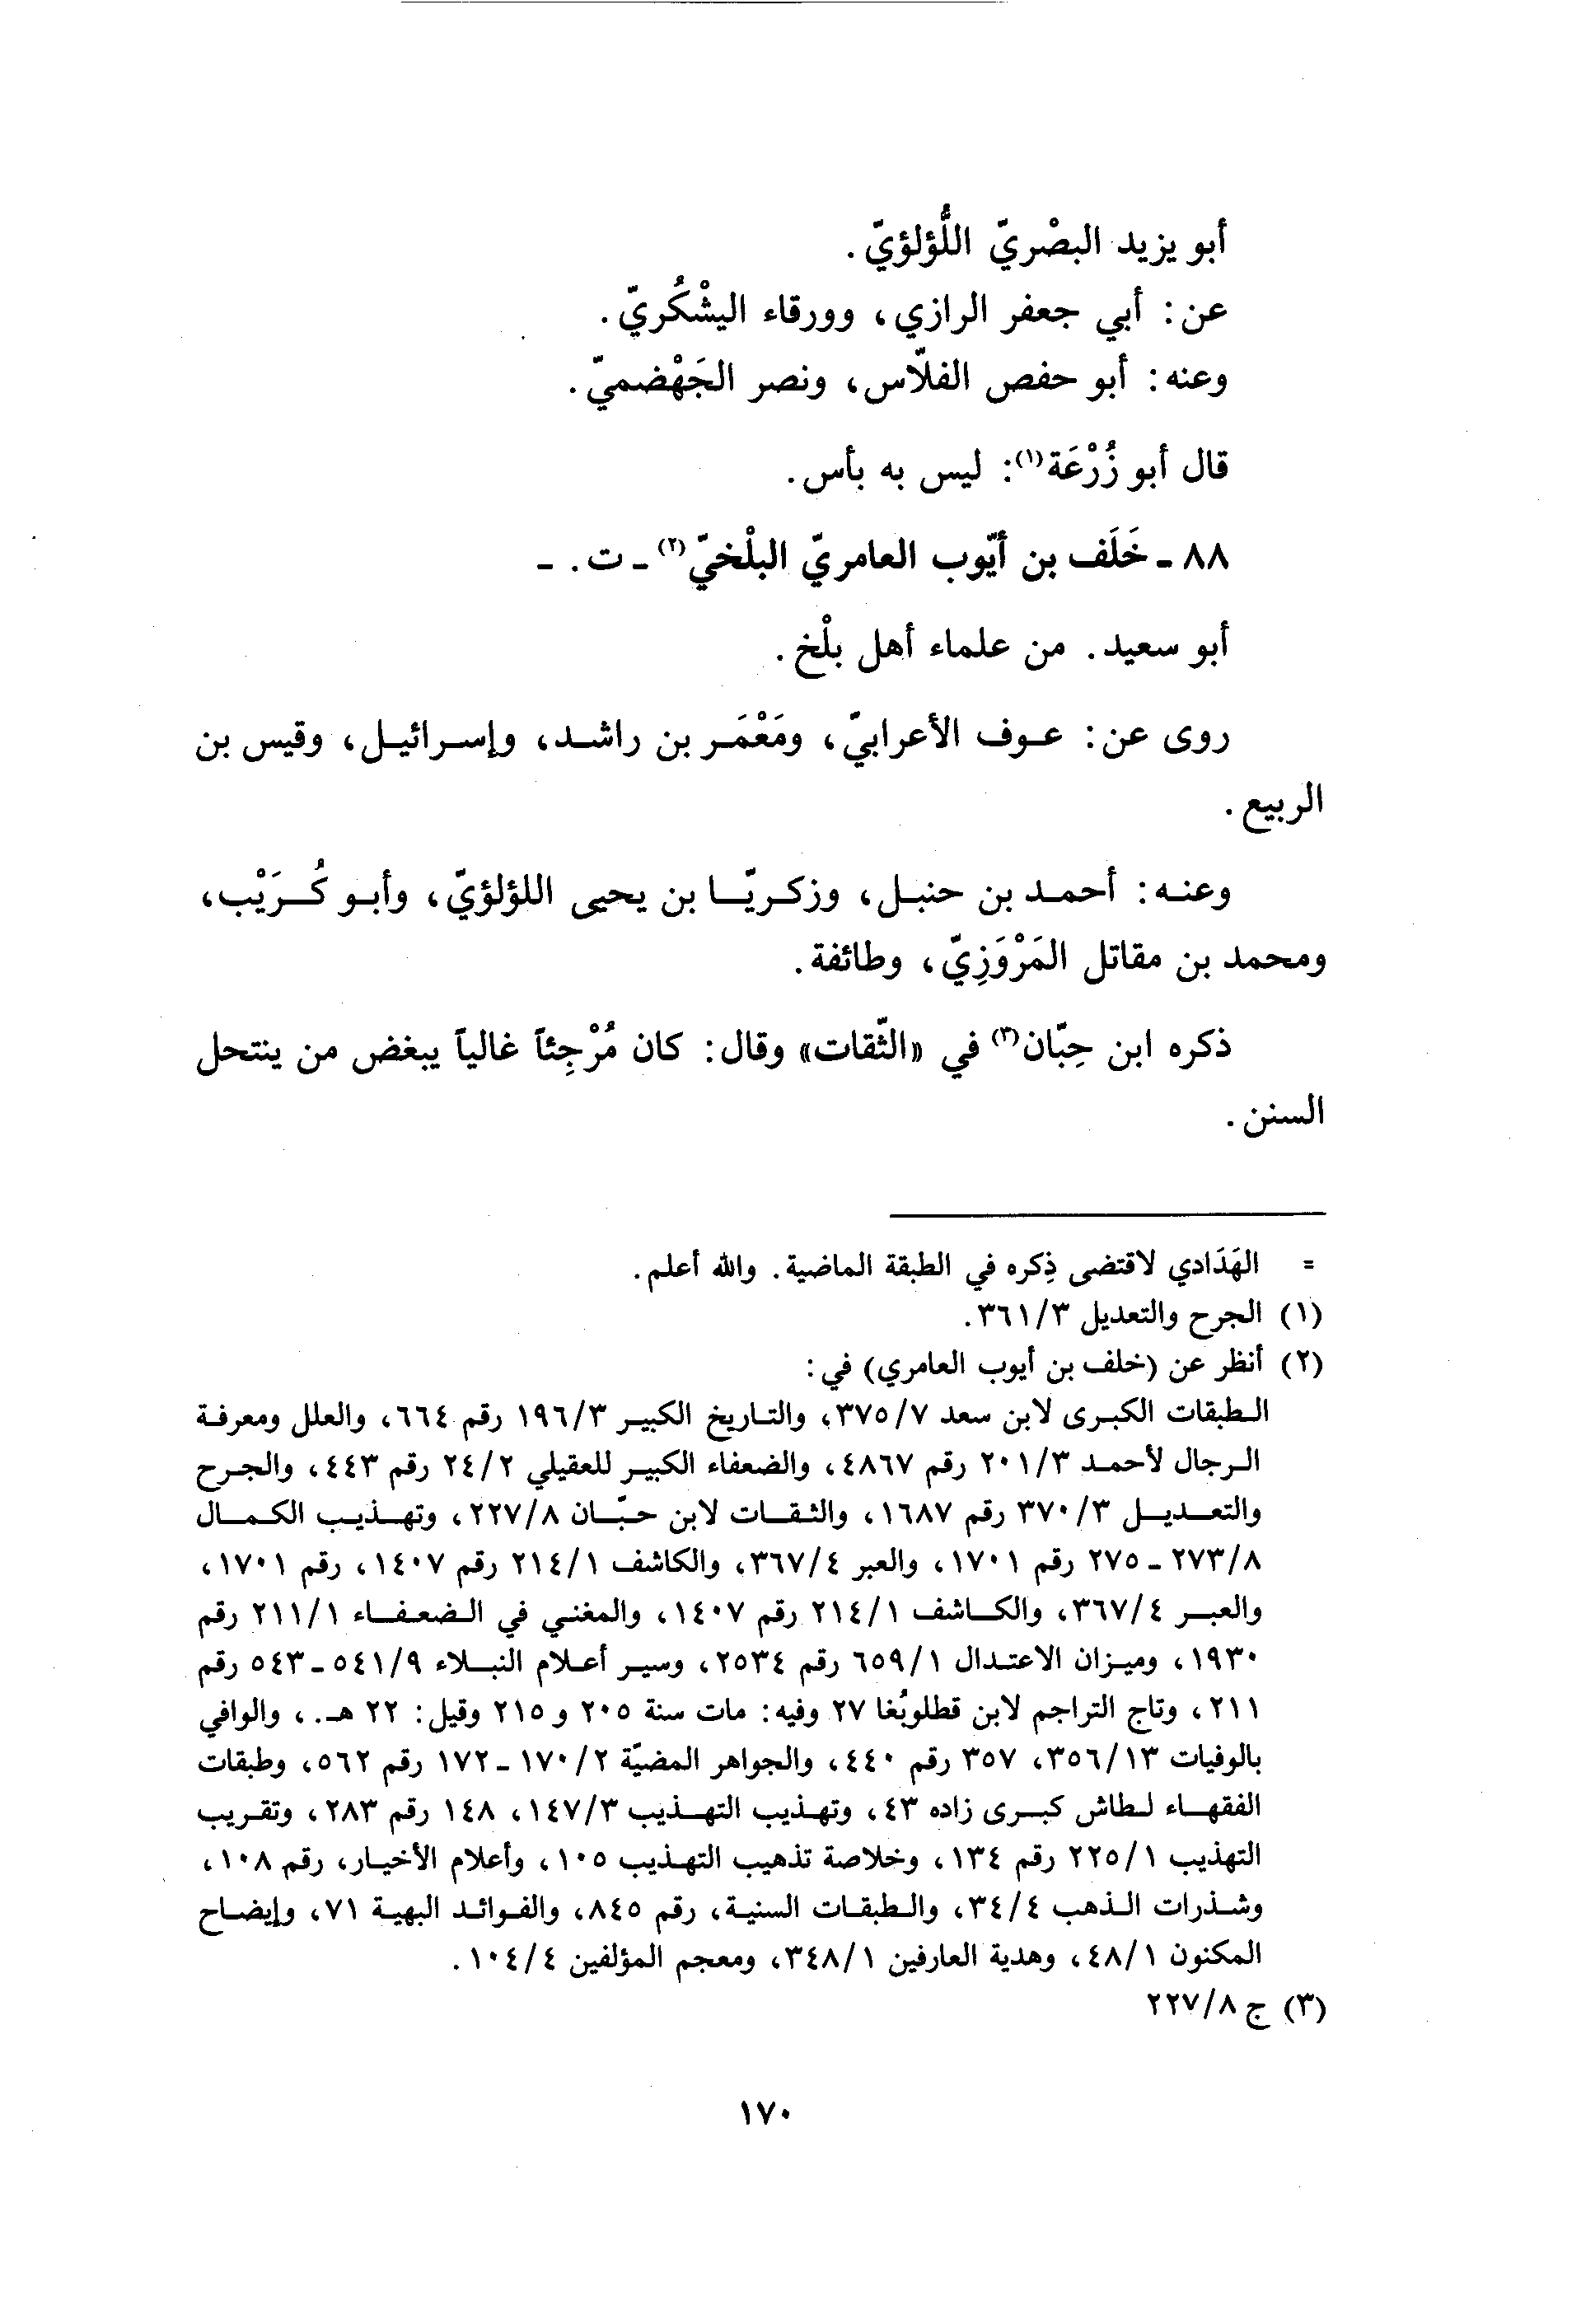 أبو يزيد البصْريّ اللُّؤلؤيّ.
عن: أبي جعفر الرازي، وورقاء اليشْكُريّ.
وعنه: أبو حفص الفلّاس، ونصر الجَهْضميّ.
قال أبو زُرْعَة(١): ليس به بأس.
٨٨ - خَلَف بن أيّوب العامريّ البلْخيّ(٢) - ت. -
أبو سعيد. من علماء أهل بلْخ.
روى عن: عوف الأعرابيّ، ومَعْمَر بن راشد، وإسرائيل، وقيس بن
الربيع.
وعنه: أحمد بن حنبل، وزكريّا بن يحيى اللؤلؤيّ، وأبو كُرَيْب،
ومحمد بن مقاتل المَرْوَزِيّ، وطائفة.
ذكره ابن حِبّان(٣) في «الثّقات» وقال: كان مُرْجِئاً غالياً يبغض من ينتحل
السنن.
= الهَدَادي لاقتضى ذِكره في الطبقة الماضية. والله أعلم.
(١) الجرح والتعديل ٣٦١/٣.
(٢) أنظر عن (خلف بن أيوب العامري) في:
الطبقات الكبرى لابن سعد ٣٧٥/٧، والتاريخ الكبير ١٩٦/٣ رقم ٦٦٤، والعلل ومعرفة
الرجال لأحمد ٢٠١/٣ رقم ٤٨٦٧، والضعفاء الكبير للعقيلي ٢٤/٢ رقم ٤٤٣، والجرح
والتعديل ٣٧٠/٣ رقم ١٦٨٧، والثقات لابن حبّان ٢٢٧/٨، وتهذيب الكمال
٢٧٣/٨ - ٢٧٥ رقم ١٧٠١، والعبر ٣٦٧/٤، والكاشف ٢١٤/١ رقم ١٤٠٧، رقم ١٧٠١،
والعبر ٣٦٧/٤، والكاشف ٢١٤/١ رقم ١٤٠٧، والمغني في الضعفاء ٢١١/١ رقم
١٩٣٠، وميزان الاعتدال ٦٥٩/١ رقم ٢٥٣٤، وسير أعلام النبلاء ٥٤١/٩ - ٥٤٣ رقم
٢١١، وتاج التراجم لابن قطلوبُغا ٢٧ وفيه: مات سنة ٢٠٥ و ٢١٥ وقيل: ٢٢ هـ.، والوافي
بالوفيات ٣٥٦/١٣، ٣٥٧ رقم ٤٤٠، والجواهر المضيّة ١٧٠/٢ - ١٧٢ رقم ٥٦٢، وطبقات
الفقهاء لطاش كبرى زاده ٤٣، وتهذيب التهذيب ١٤٧/٣، ١٤٨ رقم ٢٨٣، وتقريب
التهذيب ٢٢٥/١ رقم ١٣٤، وخلاصة تذهيب التهذيب ١٠٥، وأعلام الأخيار، رقم ١٠٨،
وشذرات الذهب ٣٤/٤، والطبقات السنية، رقم ٨٤٥، والفوائد البهية ٧١، وإيضاح
المكنون ٤٨/١، وهدية العارفين ٣٤٨/١، ومعجم المؤلفين ١٠٤/٤.
(٣) ج ٢٢٧/٨
١٧٠